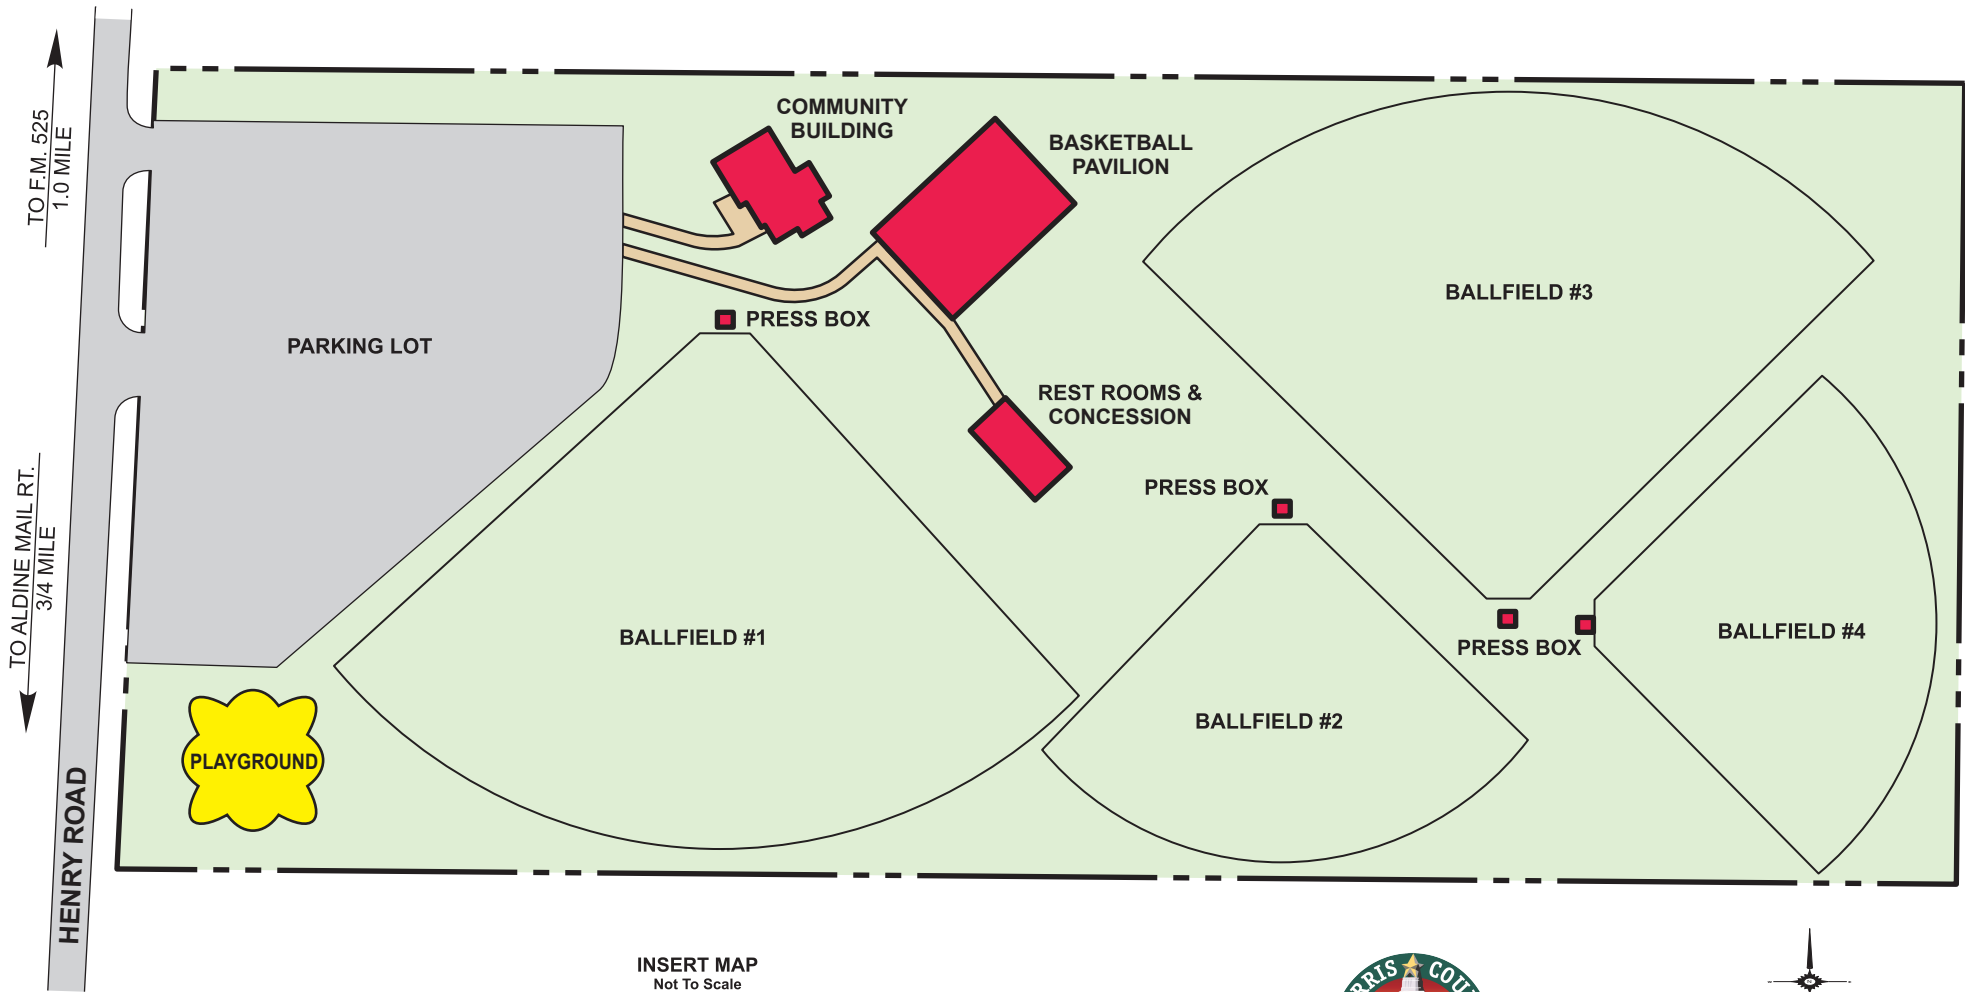 TO F.M. 525
1.0 MILE
COMMUNITY
BUILDING
BASKETBALL
PAVILION
BALLFIELD #3
PRESS BOX
PARKING LOT
REST ROOMS &
CONCESSION
TO ALDINE MAIL RT.
3/4 MILE
PRESS BOX
BALLFIELD #1
BALLFIELD #4
PRESS BOX
BALLFIELD #2
PLAYGROUND
HENRY ROAD
INSERT MAP
Not To Scale